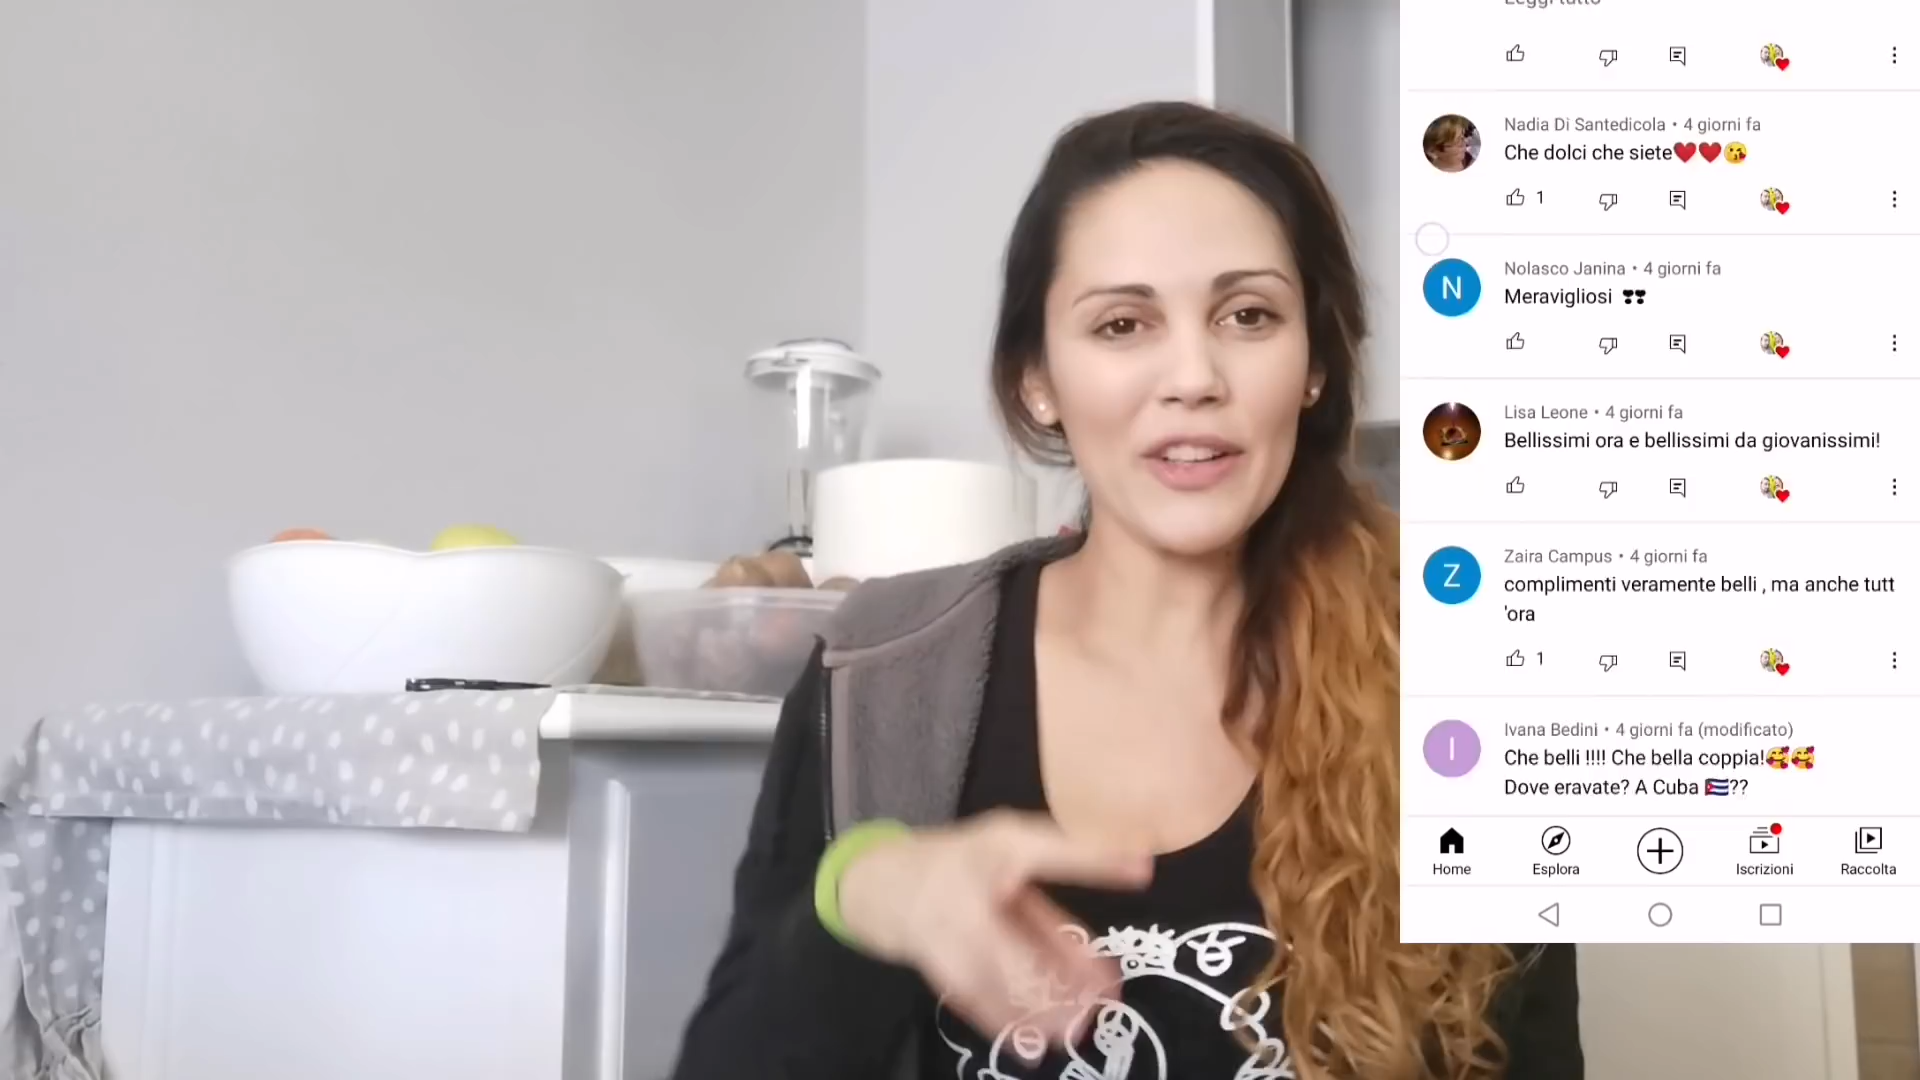 Leggi tutto
Nadia Di Santedicola • 4 giorni fa
Che dolci che siete❤️❤️😘
1
Nolasco Janina • 4 giorni fa
N
Meravigliosi ❣❣
Lisa Leone • 4 giorni fa
Bellissimi ora e bellissimi da giovanissimi!
Zaira Campus • 4 giorni fa
Z
complimenti veramente belli , ma anche tutt
'ora
1
Ivana Bedini • 4 giorni fa (modificato)
I
Che belli !!!! Che bella coppia!🥰🥰
Dove eravate? A Cuba 🇨🇺??
Home
Esplora
Iscrizioni
Raccolta